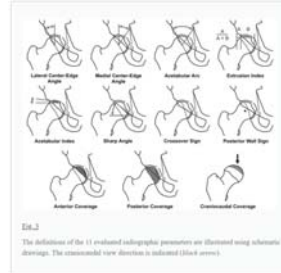 Lateral Center-Edge Angle
Medial Center-Edge Angle
Acetabular Arc
Extrusion Index
A
A + B
A B
Acetabular Index
Sharp Angle
Crossover Sign
Posterior Wall Sign
Anterior Coverage
Posterior Coverage
Craniocaudal Coverage
Fig. 3
The definitions of the 11 evaluated radiographic parameters are illustrated using schematic
drawings. The craniocaudal view direction is indicated (black arrow).